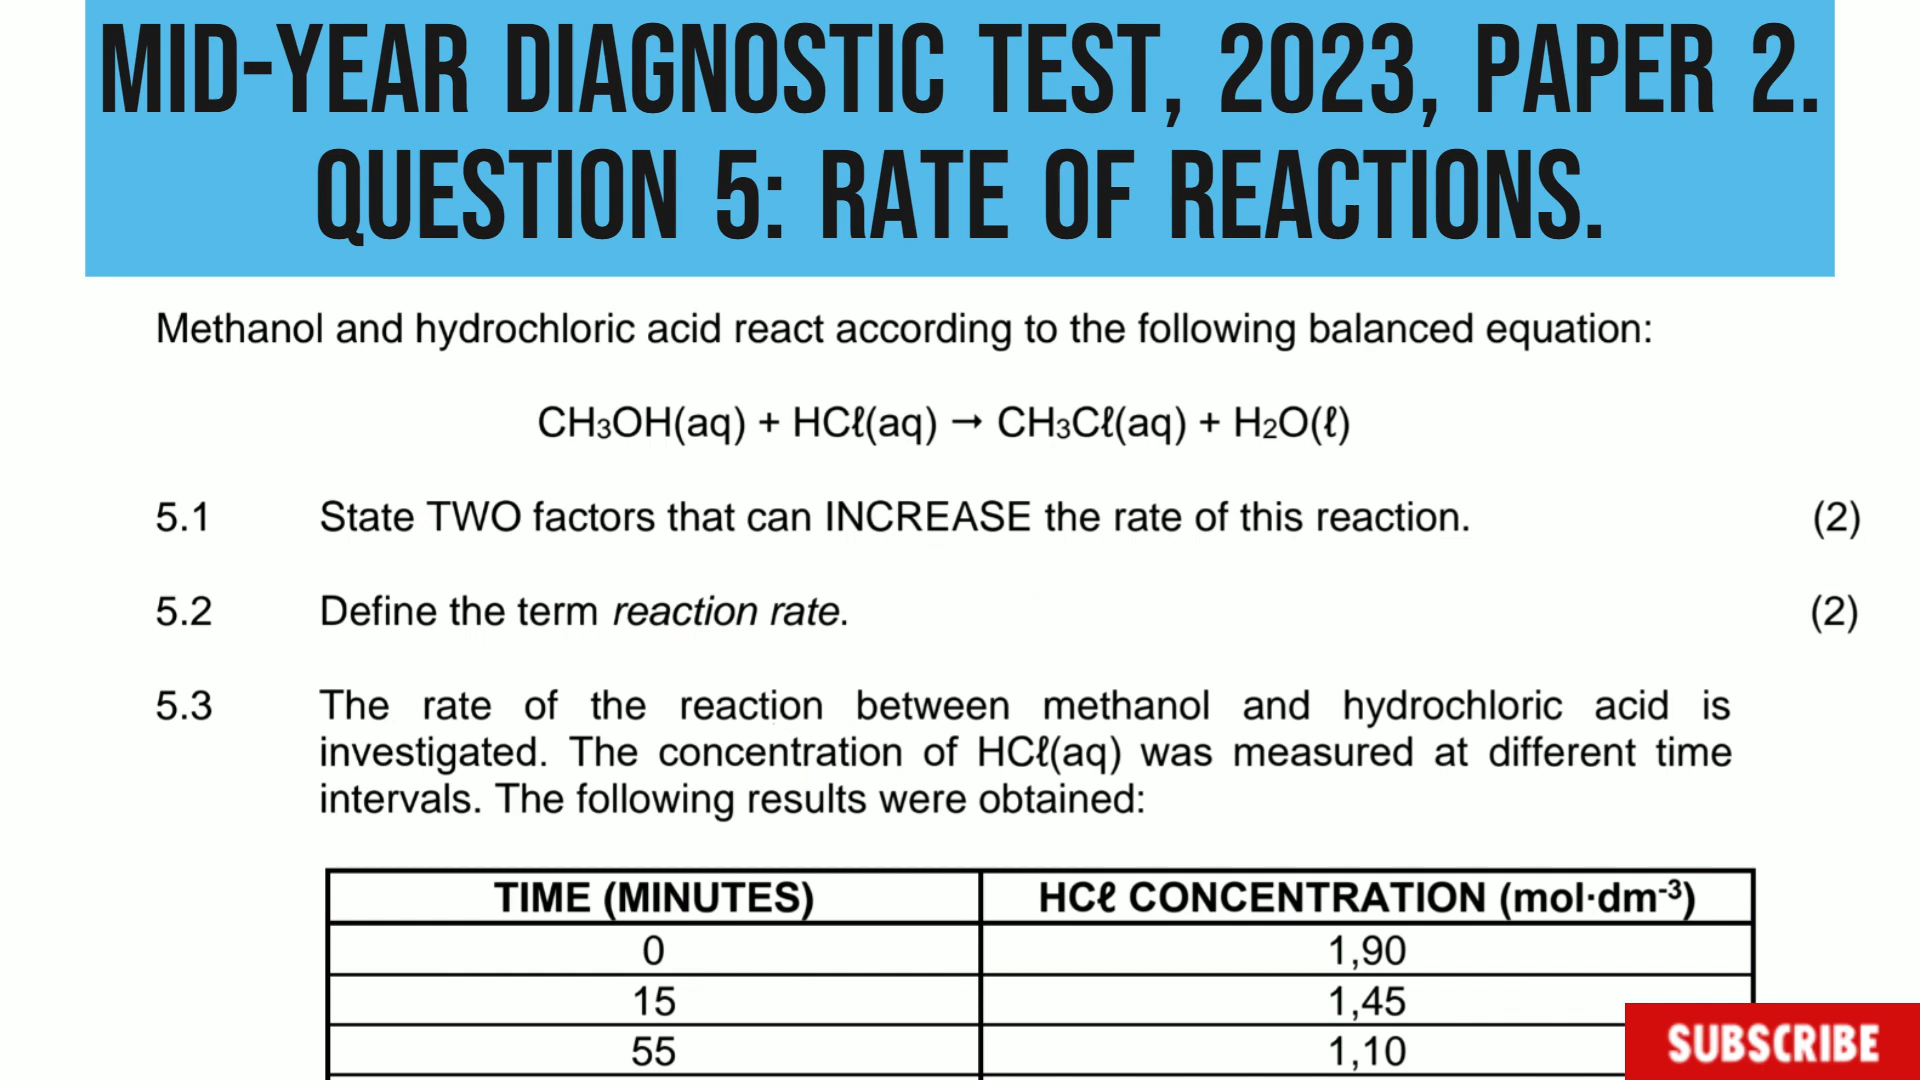 MID-YEAR DIAGNOSTIC TEST, 2023, PAPER 2.
QUESTION 5: RATE OF REACTIONS.
Methanol and hydrochloric acid react according to the following balanced equation:
CH₃OH(aq) + HCℓ(aq) → CH₃Cℓ(aq) + H₂O(ℓ)
5.1 State TWO factors that can INCREASE the rate of this reaction. (2)
5.2 Define the term reaction rate. (2)
5.3 The rate of the reaction between methanol and hydrochloric acid is
investigated. The concentration of HCℓ(aq) was measured at different time
intervals. The following results were obtained:
TIME (MINUTES) HCℓ CONCENTRATION (mol·dm⁻³)
0 1,90
15 1,45
55 1,10
SUBSCRIBE